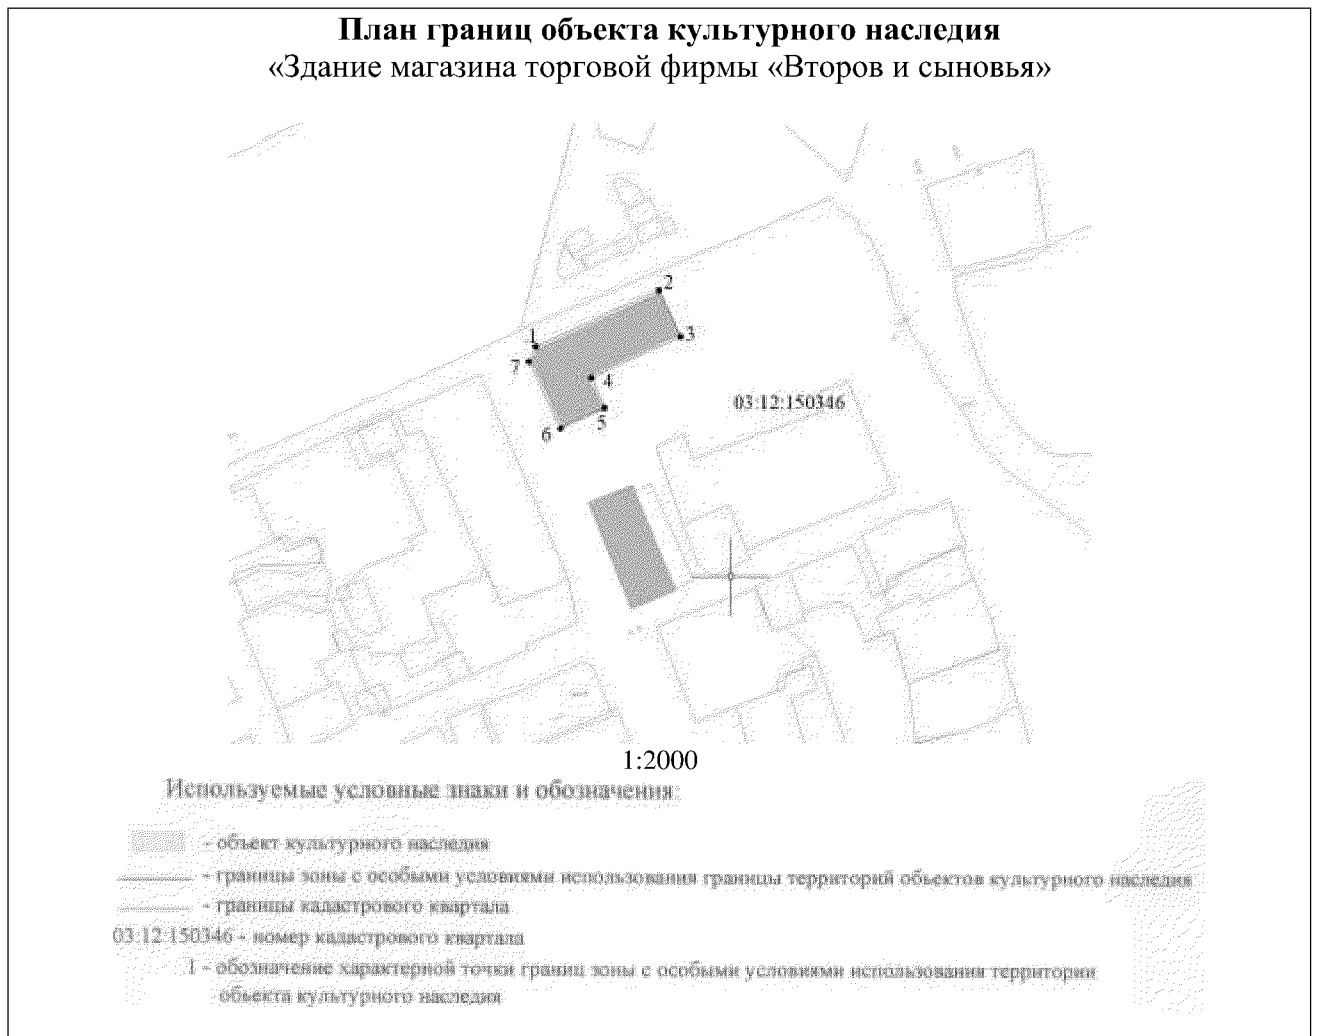 План границ объекта культурного наследия
«Здание магазина торговой фирмы «Второв и сыновья»
2
1
3
7
4
03:12:150346
5
6
1:2000
Используемые условные знаки и обозначения:
- объект культурного наследия
- границы зоны с особыми условиями использования границы территорий объектов культурного наследия
- границы кадастрового квартала
03:12:150346 - номер кадастрового квартала
1 - обозначение характерной точки границ зоны с особыми условиями использования территории
объекта культурного наследия